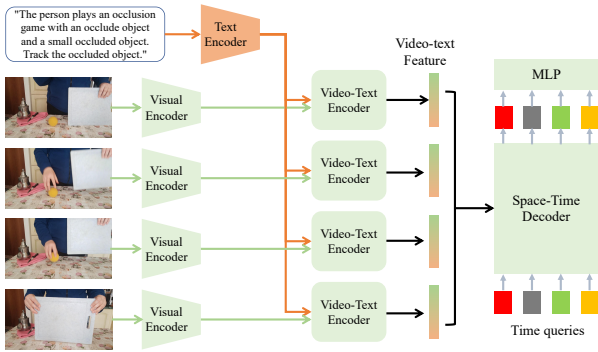 "The person plays an occlusion
game with an occlude object
and a small occluded object.
Track the occluded object."
Text
Encoder
Video-text
Feature
MLP
Visual
Encoder
Video-Text
Encoder
Visual
Encoder
Video-Text
Encoder
Space-Time
Decoder
Visual
Encoder
Video-Text
Encoder
Visual
Encoder
Video-Text
Encoder
Time queries